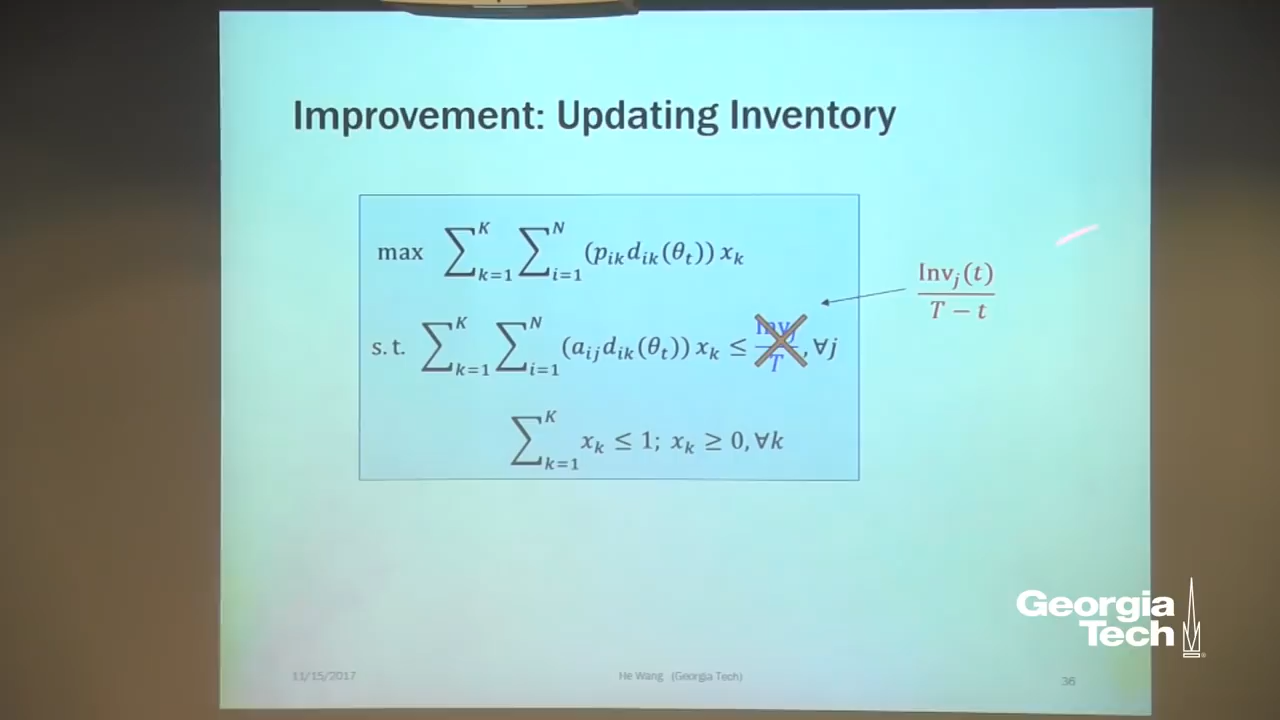 Improvement: Updating Inventory
max ∑_{k=1}^{K} ∑_{i=1}^{N} (p_{ik}d_{ik}(θ_t)) x_k
Inv_j(t)
T − t
s.t. ∑_{k=1}^{K} ∑_{i=1}^{N} (a_{ij}d_{ik}(θ_t)) x_k ≤ Inv_j/T, ∀j
∑_{k=1}^{K} x_k ≤ 1; x_k ≥ 0, ∀k
Georgia
Tech
11/15/2017 He Wang (Georgia Tech) 36